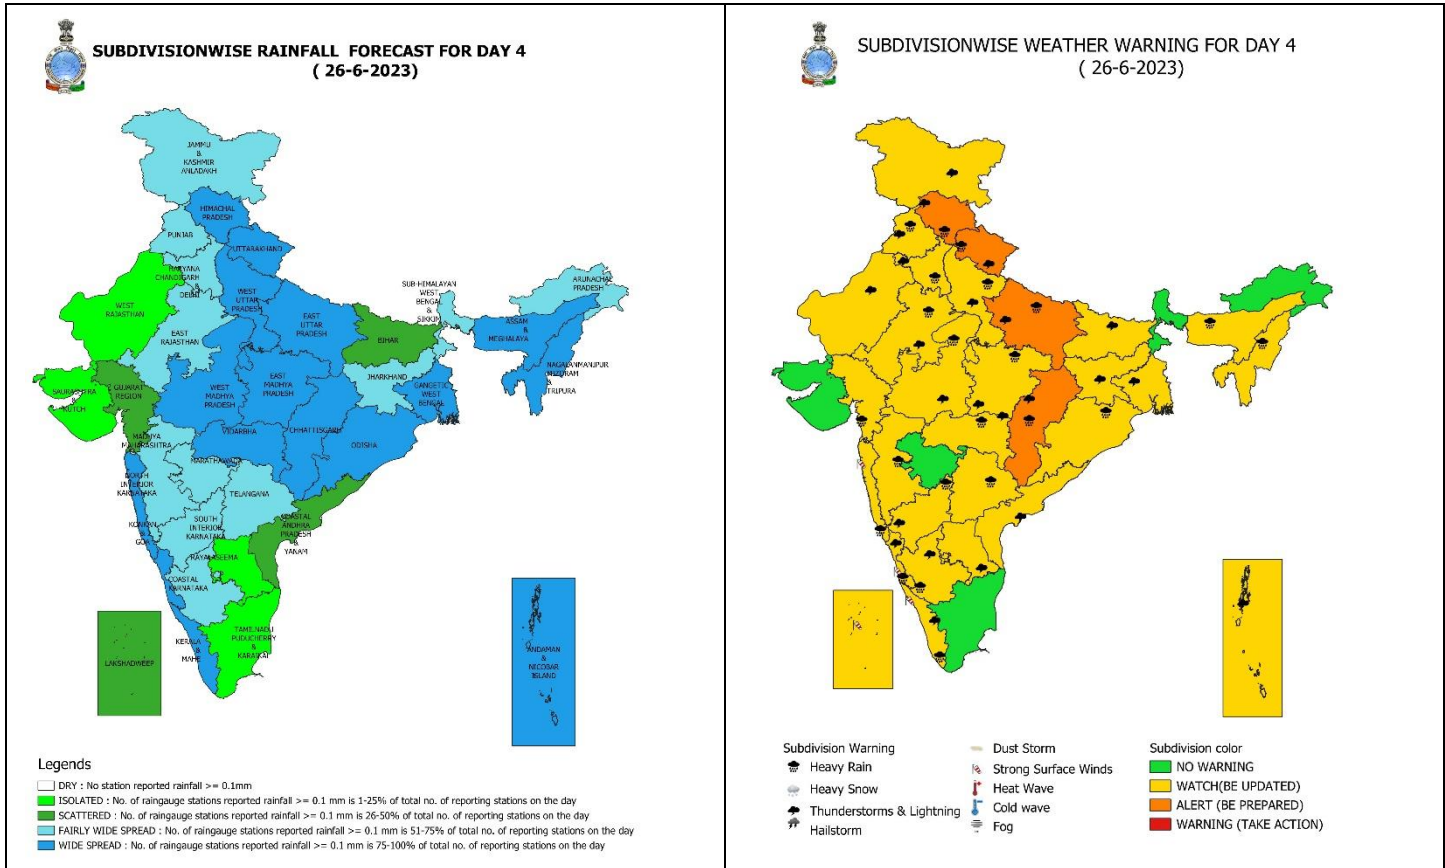 SUBDIVISIONWISE RAINFALL FORECAST FOR DAY 4
( 26-6-2023)
JAMMU
&
KASHMIR
ANLADAKH
HIMACHAL
PRADESH
PUNJAB
UTTARAKHAND
HARYANA
CHANDIGARH
&
DELHI
WEST
RAJASTHAN
WEST
UTTAR
PRADESH
EAST
RAJASTHAN
EAST
UTTAR
PRADESH
SUB-HIMALAYAN
WEST
BENGAL
&
SIKKIM
ARUNACHAL
PRADESH
ASSAM
&
MEGHALAYA
BIHAR
NAGALANMANJPUR
MIZORAM
&
TRIPURA
JHARKHAND
GANGETIC
WEST
BENGAL
SAURASHTRA
&
KUTCH
GUJARAT
REGION
WEST
MADHYA
PRADESH
EAST
MADHYA
PRADESH
CHHATTISGARH
ODISHA
VIDARBHA
MADHYA
MAHARASHTRA
MARATHAWADA
NORTH
INTERIOR
KARNATAKA
TELANGANA
KONKAN
&
GOA
SOUTH
INTERIOR
KARNATAKA
COASTAL
ANDHRA
PRADESH
&
YANAM
RAYALASEEMA
COASTAL
KARNATAKA
TAMILNADU
PUDUCHERRY
&
KARAIKAL
KERALA
&
MAHE
LAKSHADWEEP
ANDAMAN
&
NICOBAR
ISLAND
Legends
DRY : No station reported rainfall >= 0.1mm
ISOLATED : No. of raingauge stations reported rainfall >= 0.1 mm is 1-25% of total no. of reporting stations on the day
SCATTERED : No. of raingauge stations reported rainfall >= 0.1 mm is 26-50% of total no. of reporting stations on the day
FAIRLY WIDE SPREAD : No. of raingauge stations reported rainfall >= 0.1 mm is 51-75% of total no. of reporting stations on the day
WIDE SPREAD : No. of raingauge stations reported rainfall >= 0.1 mm is 75-100% of total no. of reporting stations on the day
SUBDIVISIONWISE WEATHER WARNING FOR DAY 4
( 26-6-2023)
Subdivision Warning
Heavy Rain
Heavy Snow
Thunderstorms & Lightning
Hailstorm
Dust Storm
Strong Surface Winds
Heat Wave
Cold wave
Fog
Subdivision color
NO WARNING
WATCH(BE UPDATED)
ALERT (BE PREPARED)
WARNING (TAKE ACTION)